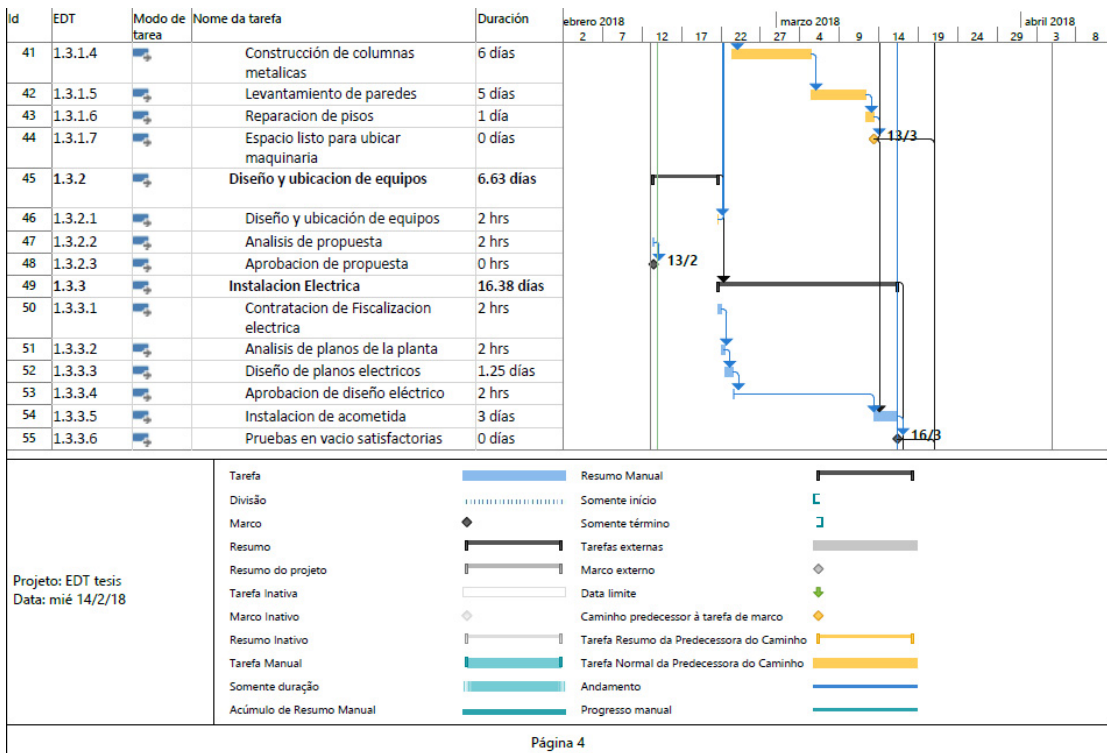 Id EDT Modo de tarea Nome da tarefa Duración ebrero 2018 marzo 2018 abril 2018
2 7 12 17 22 27 4 9 14 19 24 29 3 8
41 1.3.1.4 Construcción de columnas metalicas 6 días
42 1.3.1.5 Levantamiento de paredes 5 días
43 1.3.1.6 Reparacion de pisos 1 día
44 1.3.1.7 Espacio listo para ubicar maquinaria 0 días 13/3
45 1.3.2 Diseño y ubicacion de equipos 6.63 días
46 1.3.2.1 Diseño y ubicación de equipos 2 hrs
47 1.3.2.2 Analisis de propuesta 2 hrs
48 1.3.2.3 Aprobacion de propuesta 0 hrs 13/2
49 1.3.3 Instalacion Electrica 16.38 días
50 1.3.3.1 Contratacion de Fiscalizacion electrica 2 hrs
51 1.3.3.2 Analisis de planos de la planta 2 hrs
52 1.3.3.3 Diseño de planos electricos 1.25 días
53 1.3.3.4 Aprobacion de diseño eléctrico 2 hrs
54 1.3.3.5 Instalacion de acometida 3 días
55 1.3.3.6 Pruebas en vacio satisfactorias 0 días 16/3
Projeto: EDT tesis
Data: mié 14/2/18
Tarefa
Divisão
Marco
Resumo
Resumo do projeto
Tarefa Inativa
Marco Inativo
Resumo Inativo
Tarefa Manual
Somente duração
Acúmulo de Resumo Manual
Resumo Manual
Somente início
Somente término
Tarefas externas
Marco externo
Data limite
Caminho predecessor à tarefa de marco
Tarefa Resumo da Predecessora do Caminho
Tarefa Normal da Predecessora do Caminho
Andamento
Progresso manual
Página 4